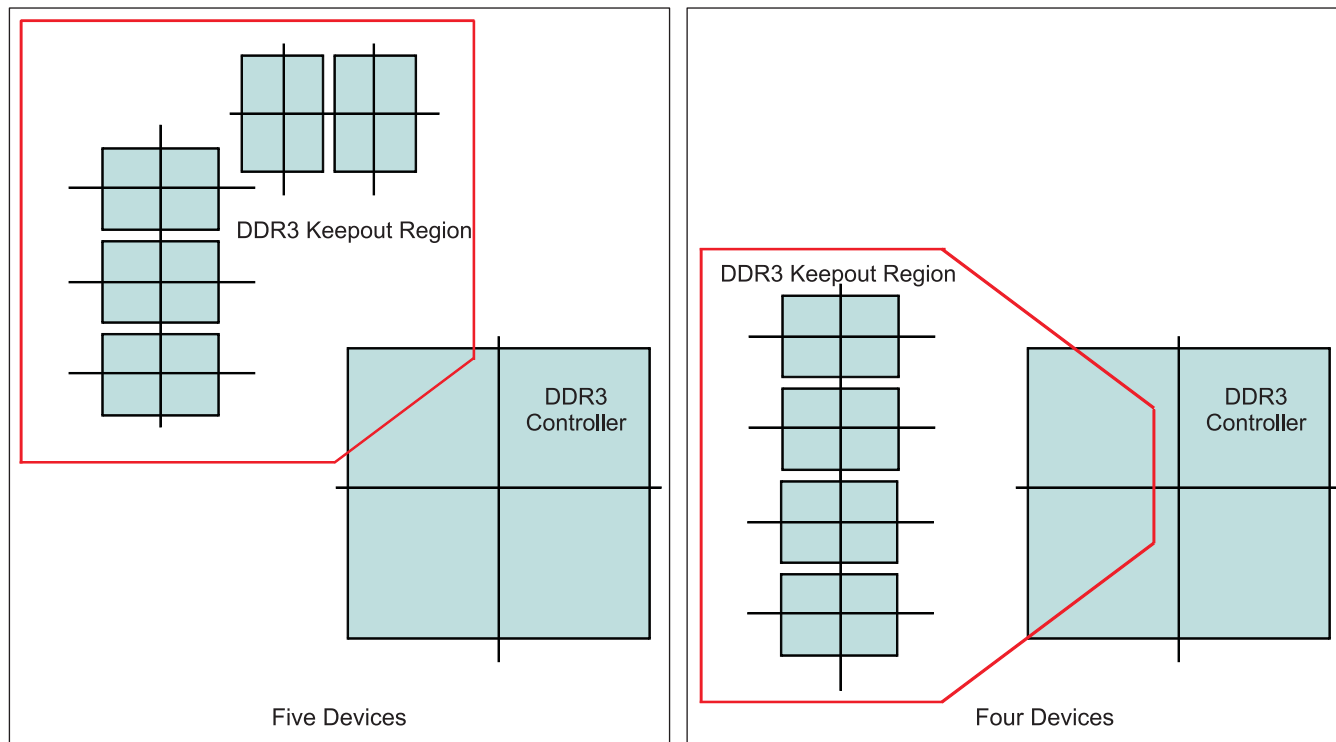 DDR3 Keepout Region
DDR3
Controller
Five Devices
DDR3 Keepout Region
DDR3
Controller
Four Devices